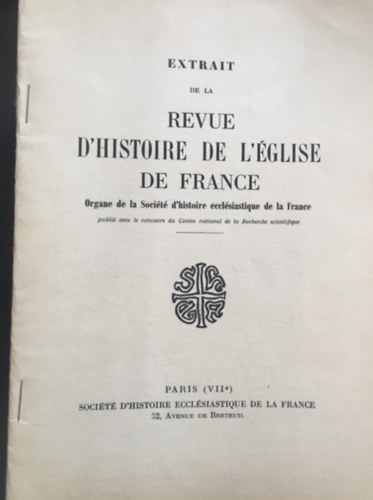 EXTRAIT
DE LA
REVUE
D'HISTOIRE DE L'ÉGLISE
DE FRANCE
Organe de la Société d'histoire ecclésiastique de la France
publié avec le concours du Centre national de la Recherche scientifique
PARIS (VIIe)
SOCIÉTÉ D'HISTOIRE ECCLÉSIASTIQUE DE LA FRANCE
52, AVENUE DE BRETEUIL